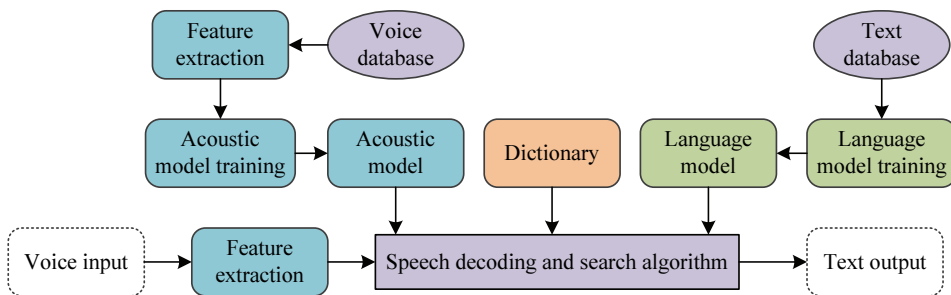 Feature
extraction
Voice
database
Text
database
Acoustic
model training
Acoustic
model
Dictionary
Language
model
Language
model training
Voice input
Feature
extraction
Speech decoding and search algorithm
Text output